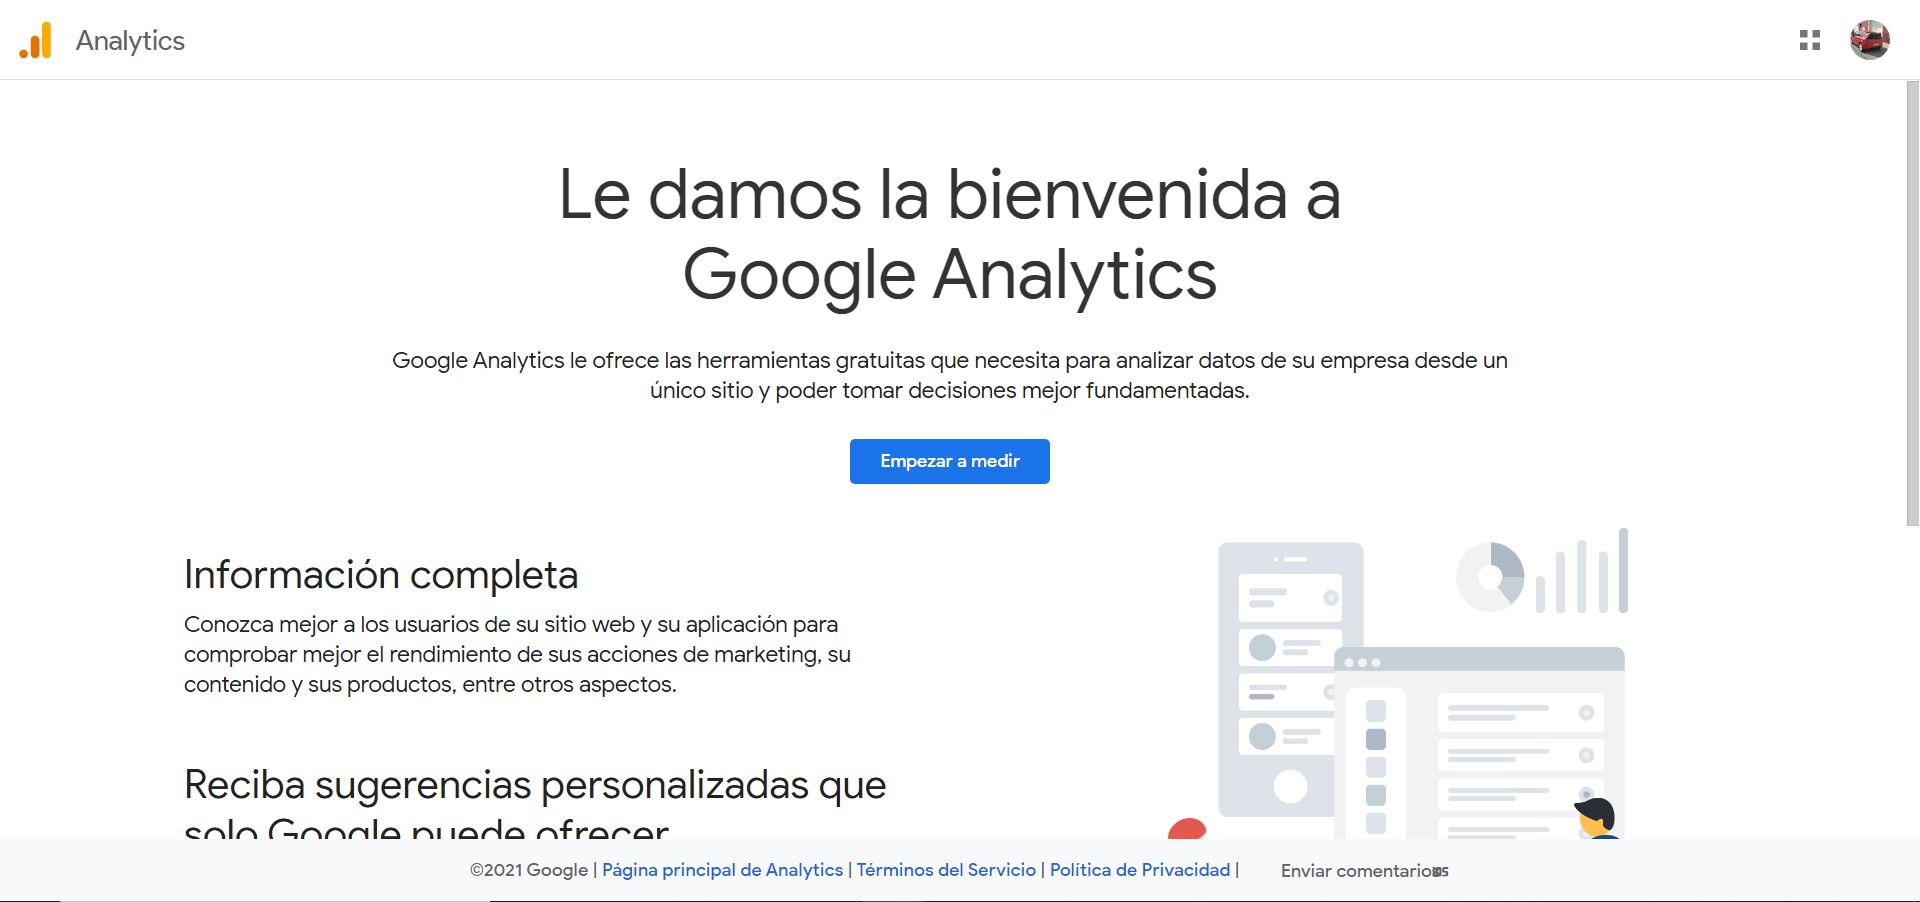 Analytics
Le damos la bienvenida a
Google Analytics
Google Analytics le ofrece las herramientas gratuitas que necesita para analizar datos de su empresa desde un
único sitio y poder tomar decisiones mejor fundamentadas.
Empezar a medir
Información completa
Conozca mejor a los usuarios de su sitio web y su aplicación para
comprobar mejor el rendimiento de sus acciones de marketing, su
contenido y sus productos, entre otros aspectos.
Reciba sugerencias personalizadas que
solo Google puede ofrecer
©2021 Google | Página principal de Analytics | Términos del Servicio | Política de Privacidad | Enviar comentarios